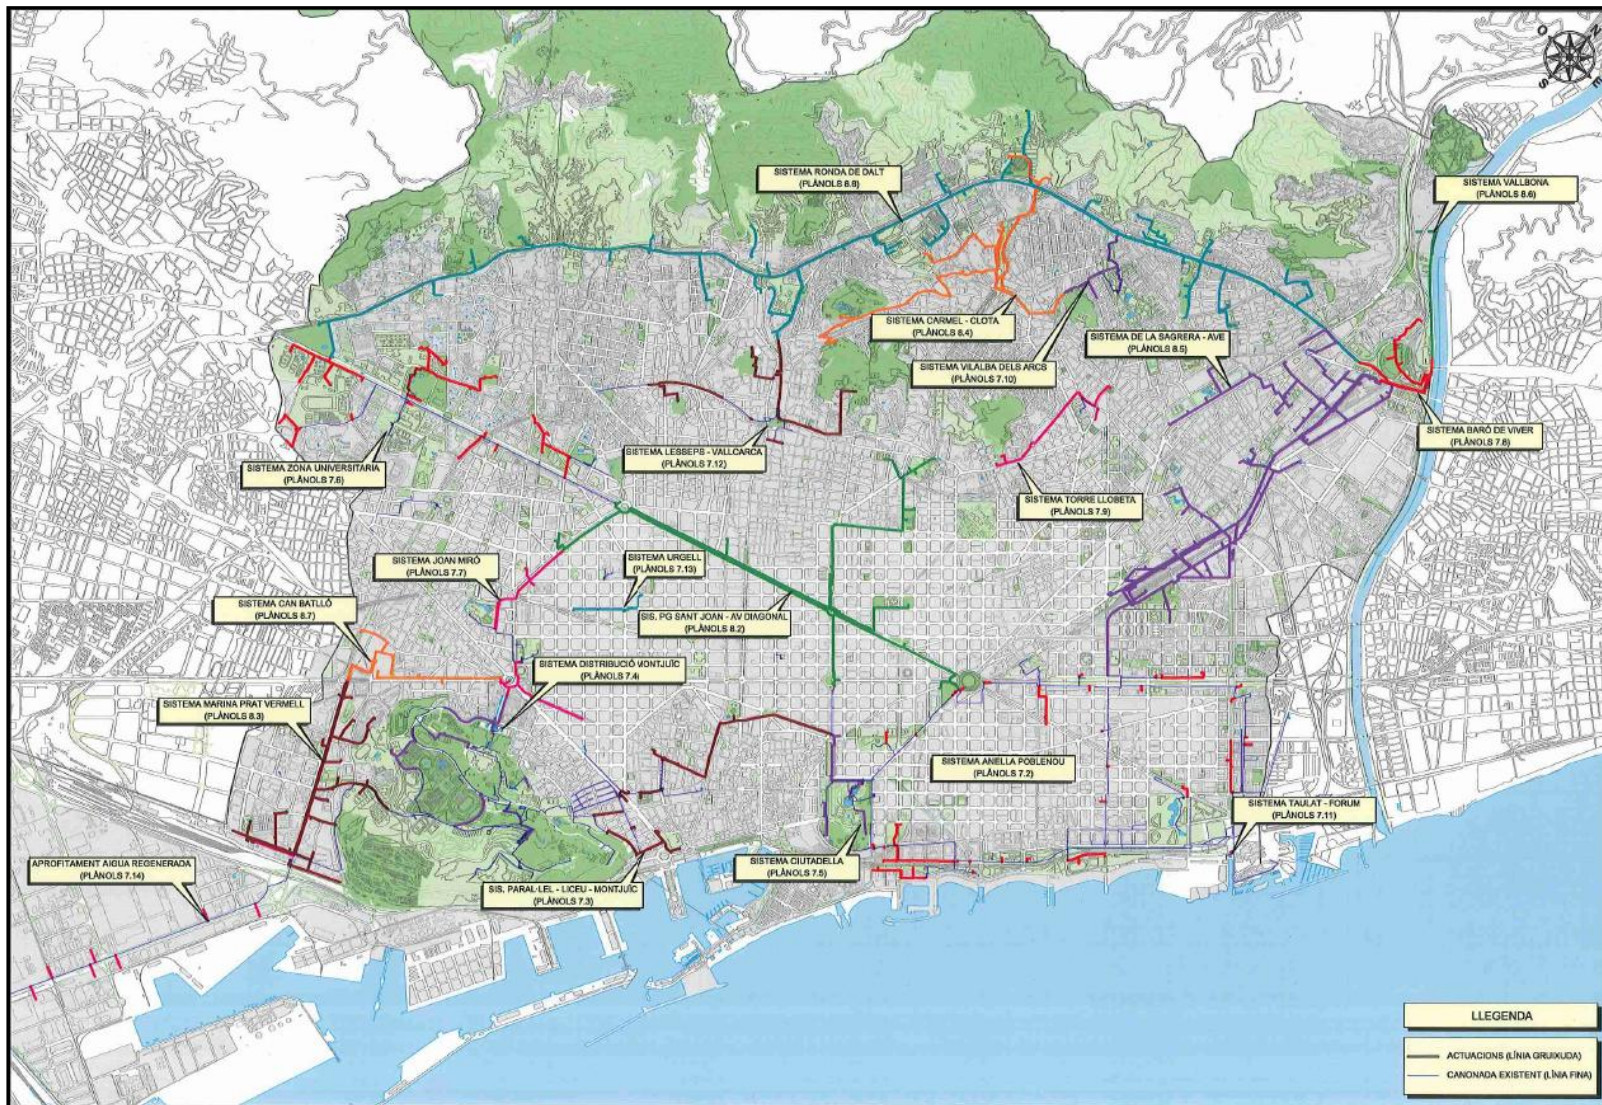 N
O
E
S
SISTEMA RONDA DE DALT
(PLÀNOLS 8.8)
SISTEMA VALLBONA
(PLÀNOLS 8.6)
SISTEMA CARMEL - CLOTA
(PLÀNOLS 8.4)
SISTEMA DE LA SAGRERA - AVE
(PLÀNOLS 8.5)
SISTEMA VILALBA DELS ARCS
(PLÀNOLS 7.10)
SISTEMA BARÓ DE VIVER
(PLÀNOLS 7.8)
SISTEMA LESSEPS - VALLCARCA
(PLÀNOLS 7.12)
SISTEMA ZONA UNIVERSITARIA
(PLÀNOLS 7.6)
SISTEMA TORRE LLOBETA
(PLÀNOLS 7.9)
SISTEMA JOAN MIRÓ
(PLÀNOLS 7.7)
SISTEMA URGELL
(PLÀNOLS 7.13)
SISTEMA CAN BATLLÓ
(PLÀNOLS 8.7)
SIS. PG SANT JOAN - AV DIAGONAL
(PLÀNOLS 8.2)
SISTEMA DISTRIBUCIÓ MONTJUÏC
(PLÀNOLS 7.4)
SISTEMA MARINA PRAT VERMELL
(PLÀNOLS 8.3)
SISTEMA ANELLA POBLENOU
(PLÀNOLS 7.2)
SISTEMA TAULAT - FORUM
(PLÀNOLS 7.11)
APROFITAMENT AIGUA REGENERADA
(PLÀNOLS 7.14)
SISTEMA CIUTADELLA
(PLÀNOLS 7.5)
SIS. PARAL·LEL - LICEU - MONTJUÏC
(PLÀNOLS 7.3)
LLEGENDA
ACTUACIONS (LÍNIA GRUIXUDA)
CANONADA EXISTENT (LÍNIA FINA)